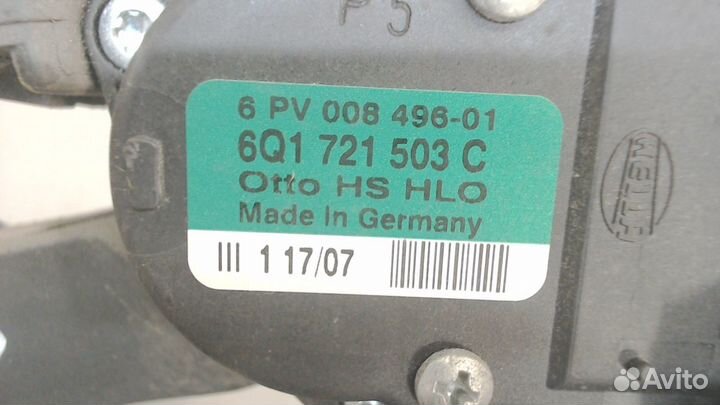 P5
6 PV 008 496-01
6Q1 721 503 C
Otto HS HLO
Made in Germany
III 1 17/07
HELLA
Avito